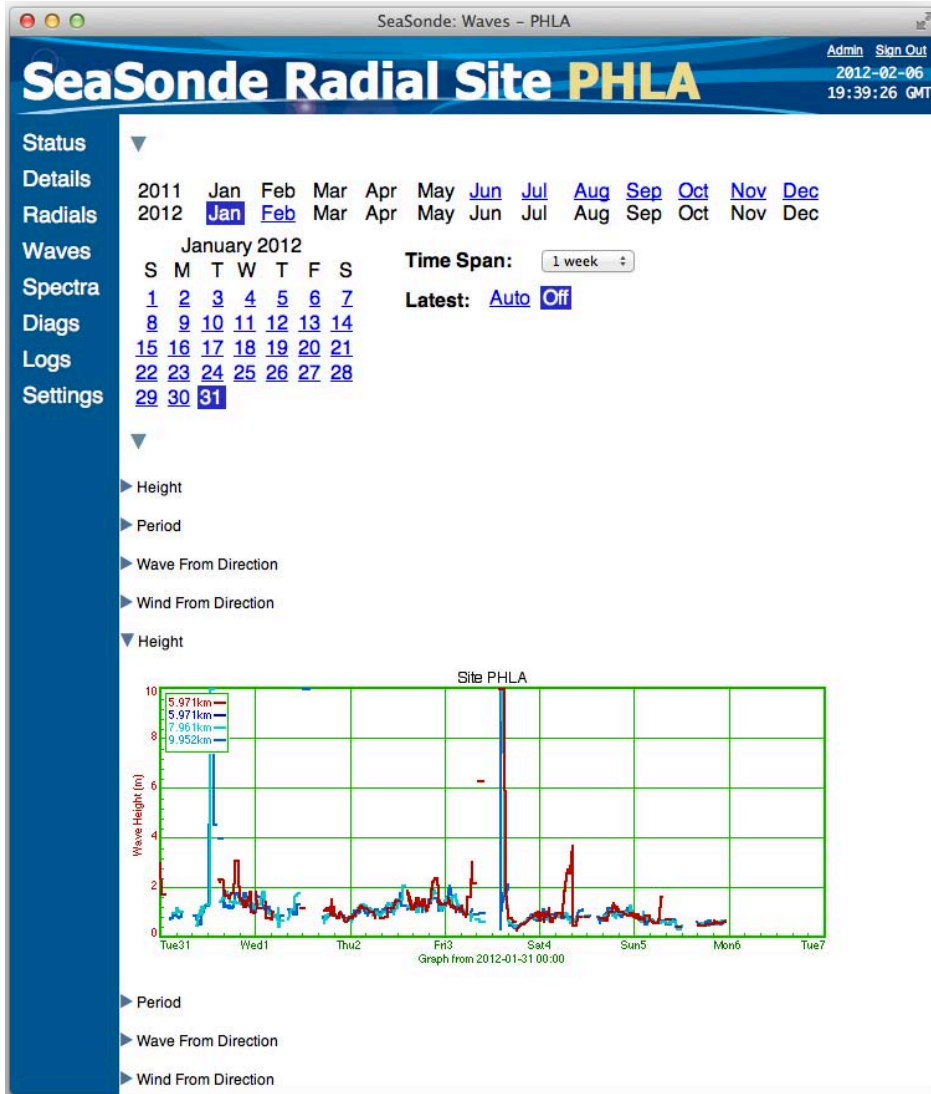 SeaSonde: Waves – PHLA
Admin Sign Out
SeaSonde Radial Site PHLA
2012-02-06
19:39:26 GMT
Status
Details
Radials
Waves
Spectra
Diags
Logs
Settings
2011 Jan Feb Mar Apr May Jun Jul Aug Sep Oct Nov Dec
2012 Jan Feb Mar Apr May Jun Jul Aug Sep Oct Nov Dec
January 2012
S M T W T F S
1 2 3 4 5 6 7
8 9 10 11 12 13 14
15 16 17 18 19 20 21
22 23 24 25 26 27 28
29 30 31
Time Span: 1 week
Latest: Auto Off
Height
Period
Wave From Direction
Wind From Direction
Height
Site PHLA
10
8
6
4
2
0
Wave Height (m)
5.971km
5.971km
7.961km
9.952km
Tue31 Wed1 Thu2 Fri3 Sat4 Sun5 Mon6 Tue7
Graph from 2012-01-31 00:00
Period
Wave From Direction
Wind From Direction